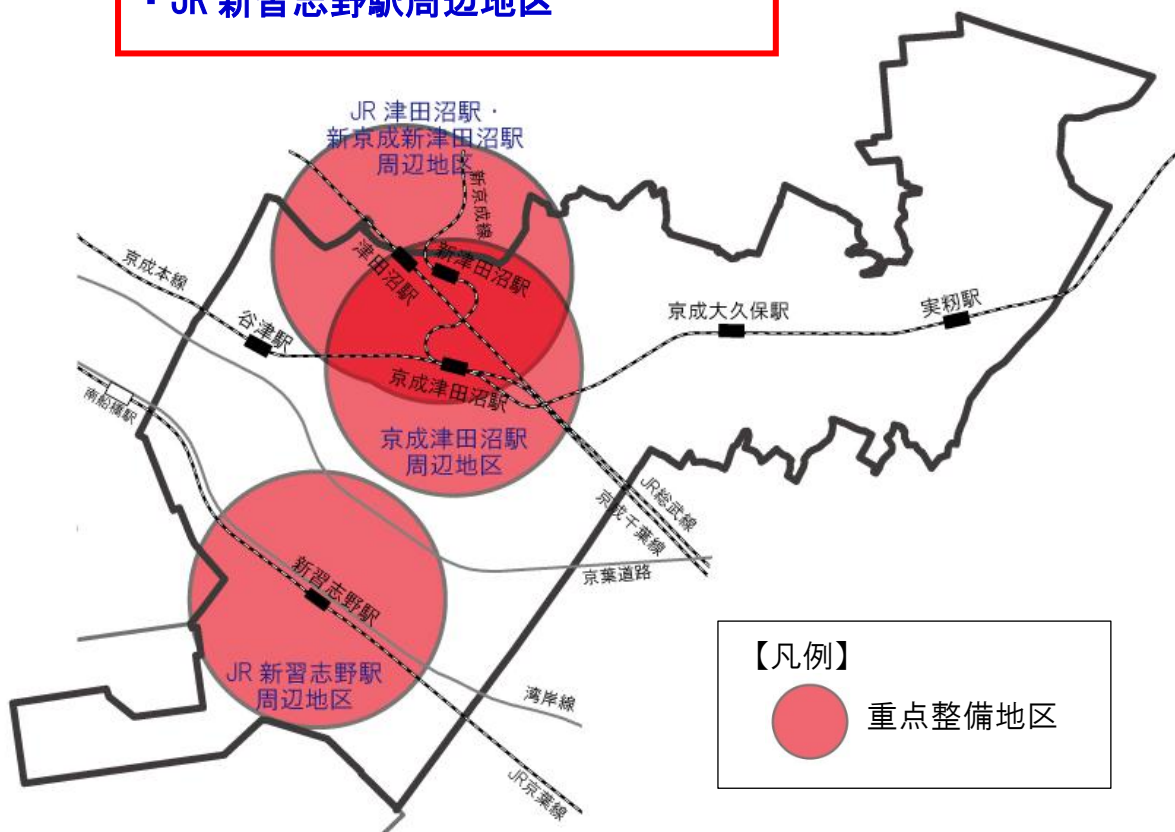 ・JR 新習志野駅周辺地区
JR 津田沼駅・
新京成新津田沼駅
周辺地区
新京成線
津田沼駅
新津田沼駅
京成本線
谷津駅
京成大久保駅
実籾駅
京成津田沼駅
南船橋駅
京成津田沼駅
周辺地区
JR総武線
京成千葉線
京葉道路
新習志野駅
JR 新習志野駅
周辺地区
湾岸線
JR京葉線
【凡例】
重点整備地区